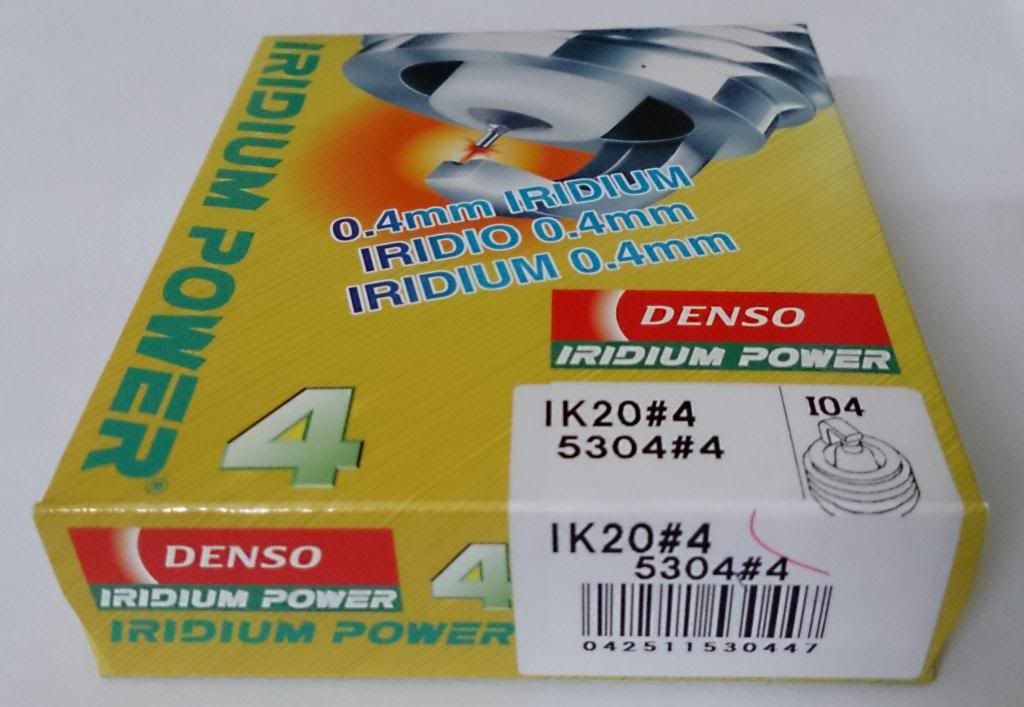 IRIDIUM POWER®
0.4mm IRIDIUM
IRIDIO 0.4mm
IRIDIUM 0.4mm
DENSO
IRIDIUM POWER
4
IK20#4
5304#4
I04
DENSO
IRIDIUM POWER
4
IRIDIUM POWER
IK20#4
5304#4
042511530447